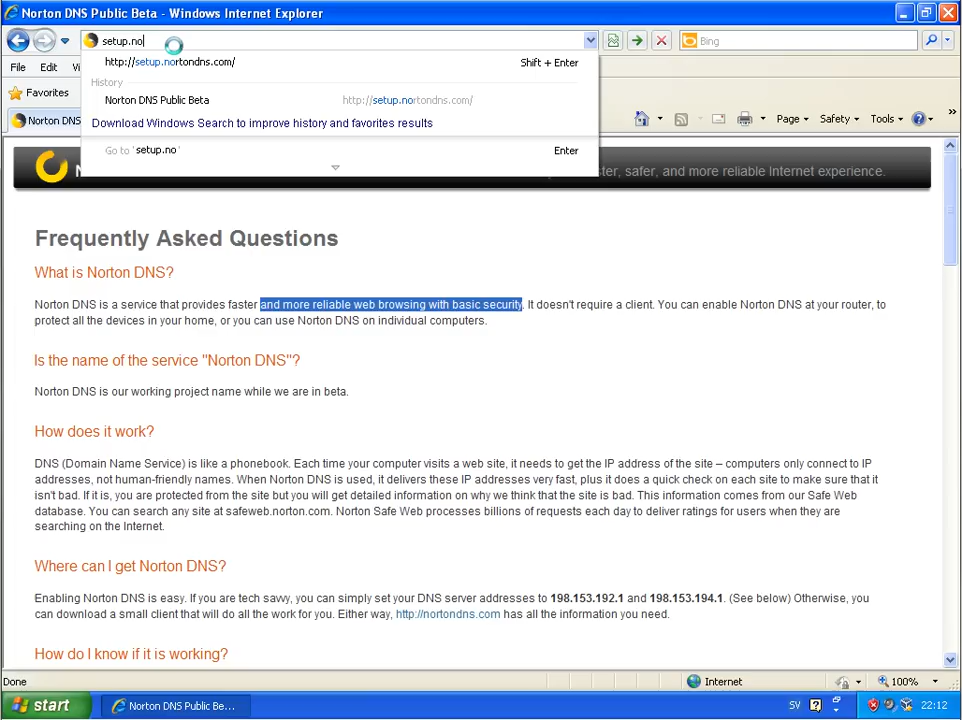 Norton DNS Public Beta - Windows Internet Explorer
setup.no
Bing
http://setup.nortondns.com/ Shift + Enter
History
Norton DNS Public Beta http://setup.nortondns.com/
Download Windows Search to improve history and favorites results
Go to 'setup.no' Enter
File Edit
Favorites
Norton DNS
Page Safety Tools
ter, safer, and more reliable Internet experience.
Frequently Asked Questions
What is Norton DNS?
Norton DNS is a service that provides faster and more reliable web browsing with basic security. It doesn't require a client. You can enable Norton DNS at your router, to
protect all the devices in your home, or you can use Norton DNS on individual computers.
Is the name of the service "Norton DNS"?
Norton DNS is our working project name while we are in beta.
How does it work?
DNS (Domain Name Service) is like a phonebook. Each time your computer visits a web site, it needs to get the IP address of the site – computers only connect to IP
addresses, not human-friendly names. When Norton DNS is used, it delivers these IP addresses very fast, plus it does a quick check on each site to make sure that it
isn't bad. If it is, you are protected from the site but you will get detailed information on why we think that the site is bad. This information comes from our Safe Web
database. You can search any site at safeweb.norton.com. Norton Safe Web processes billions of requests each day to deliver ratings for users when they are
searching on the Internet.
Where can I get Norton DNS?
Enabling Norton DNS is easy. If you are tech savvy, you can simply set your DNS server addresses to 198.153.192.1 and 198.153.194.1. (See below) Otherwise, you
can download a small client that will do all the work for you. Either way, http://nortondns.com has all the information you need.
How do I know if it is working?
Done Internet 100%
start Norton DNS Public Be... SV 22:12